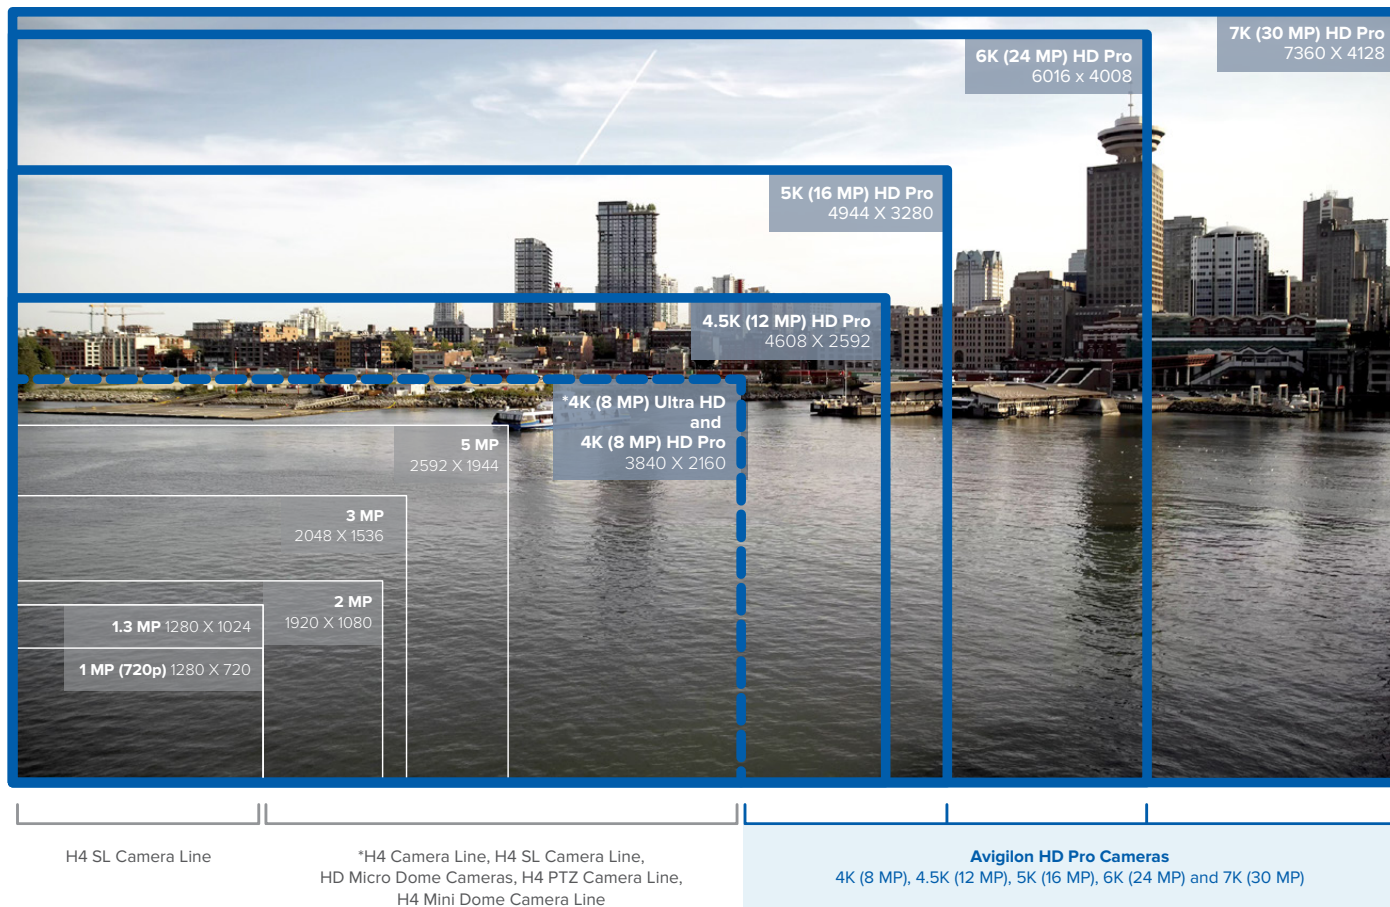 7K (30 MP) HD Pro
7360 X 4128
6K (24 MP) HD Pro
6016 x 4008
5K (16 MP) HD Pro
4944 X 3280
4.5K (12 MP) HD Pro
4608 X 2592
*4K (8 MP) Ultra HD
and
4K (8 MP) HD Pro
3840 X 2160
5 MP
2592 X 1944
3 MP
2048 X 1536
2 MP
1920 X 1080
1.3 MP 1280 X 1024
1 MP (720p) 1280 X 720
H4 SL Camera Line
*H4 Camera Line, H4 SL Camera Line,
HD Micro Dome Cameras, H4 PTZ Camera Line,
H4 Mini Dome Camera Line
Avigilon HD Pro Cameras
4K (8 MP), 4.5K (12 MP), 5K (16 MP), 6K (24 MP) and 7K (30 MP)